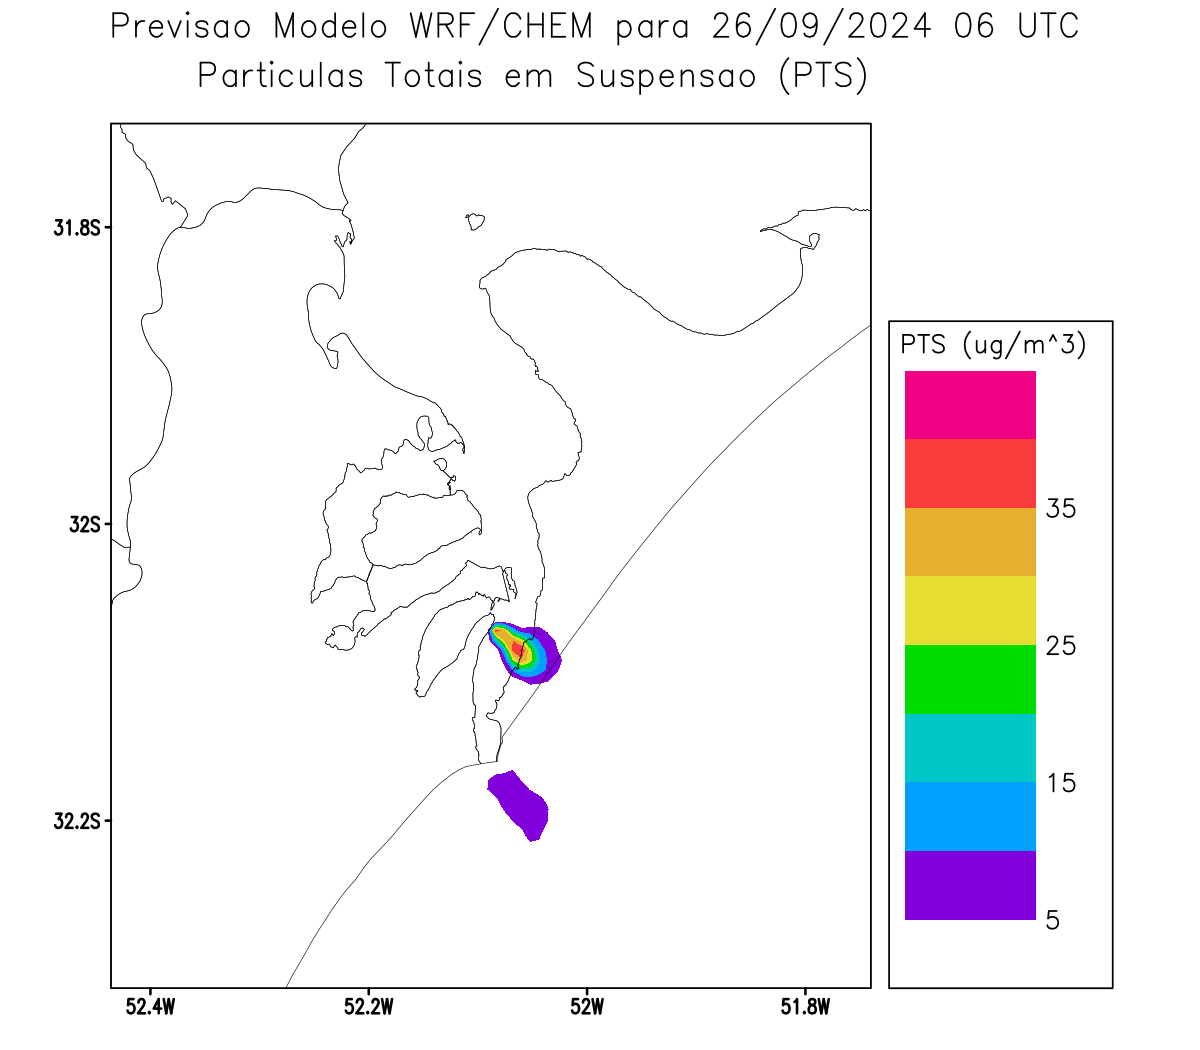 Previsao Modelo WRF/CHEM para 26/09/2024 06 UTC
Particulas Totais em Suspensao (PTS)
31.8S
32S
32.2S
52.4W
52.2W
52W
51.8W
PTS (ug/m^3)
35
25
15
5